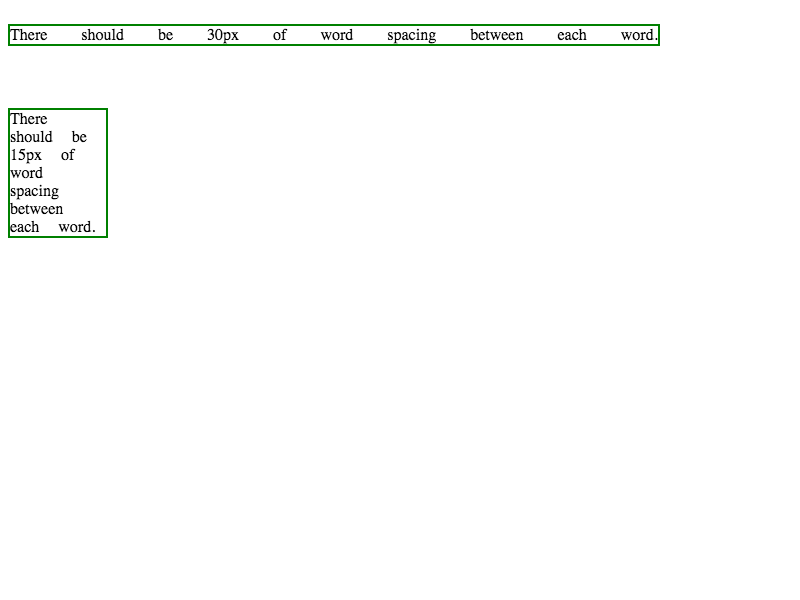 There should be 30px of word spacing between each word.
There
should be
15px of
word
spacing
between
each word.